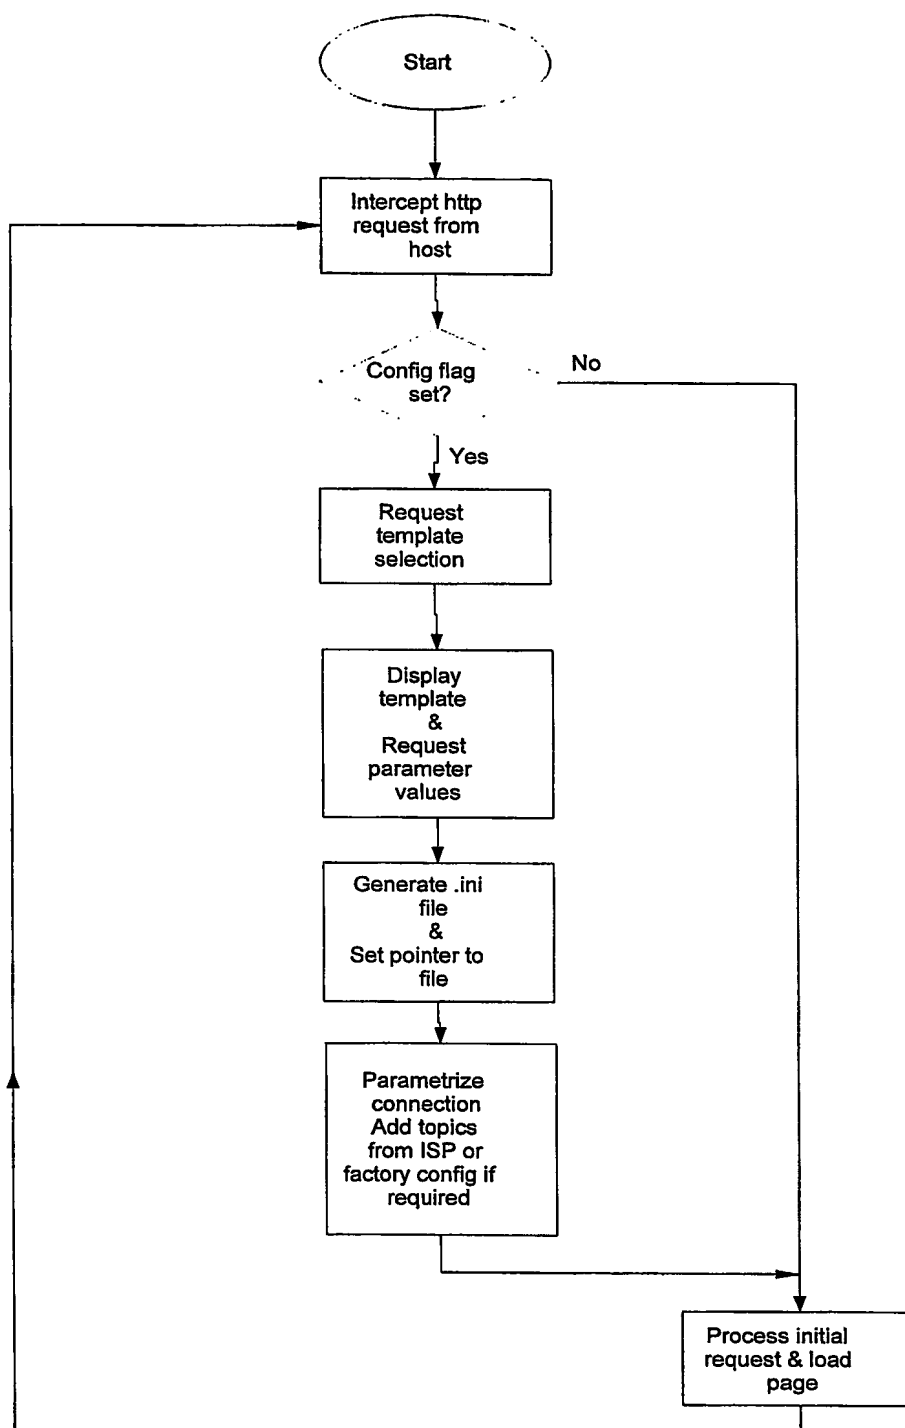 Start
Intercept http
request from
host
Config flag
set?
No
Yes
Request
template
selection
Display
template
&
Request
parameter
values
Generate .ini
file
&
Set pointer to
file
Parametrize
connection
Add topics
from ISP or
factory config if
required
Process initial
request & load
page